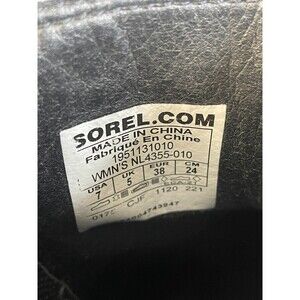 SOREL.COM
MADE IN CHINA
Fabriqué En Chine
1951131010
WMN'S NL4355-010
USA UK EUR CM
7 5 38 24
CJF 1120 221